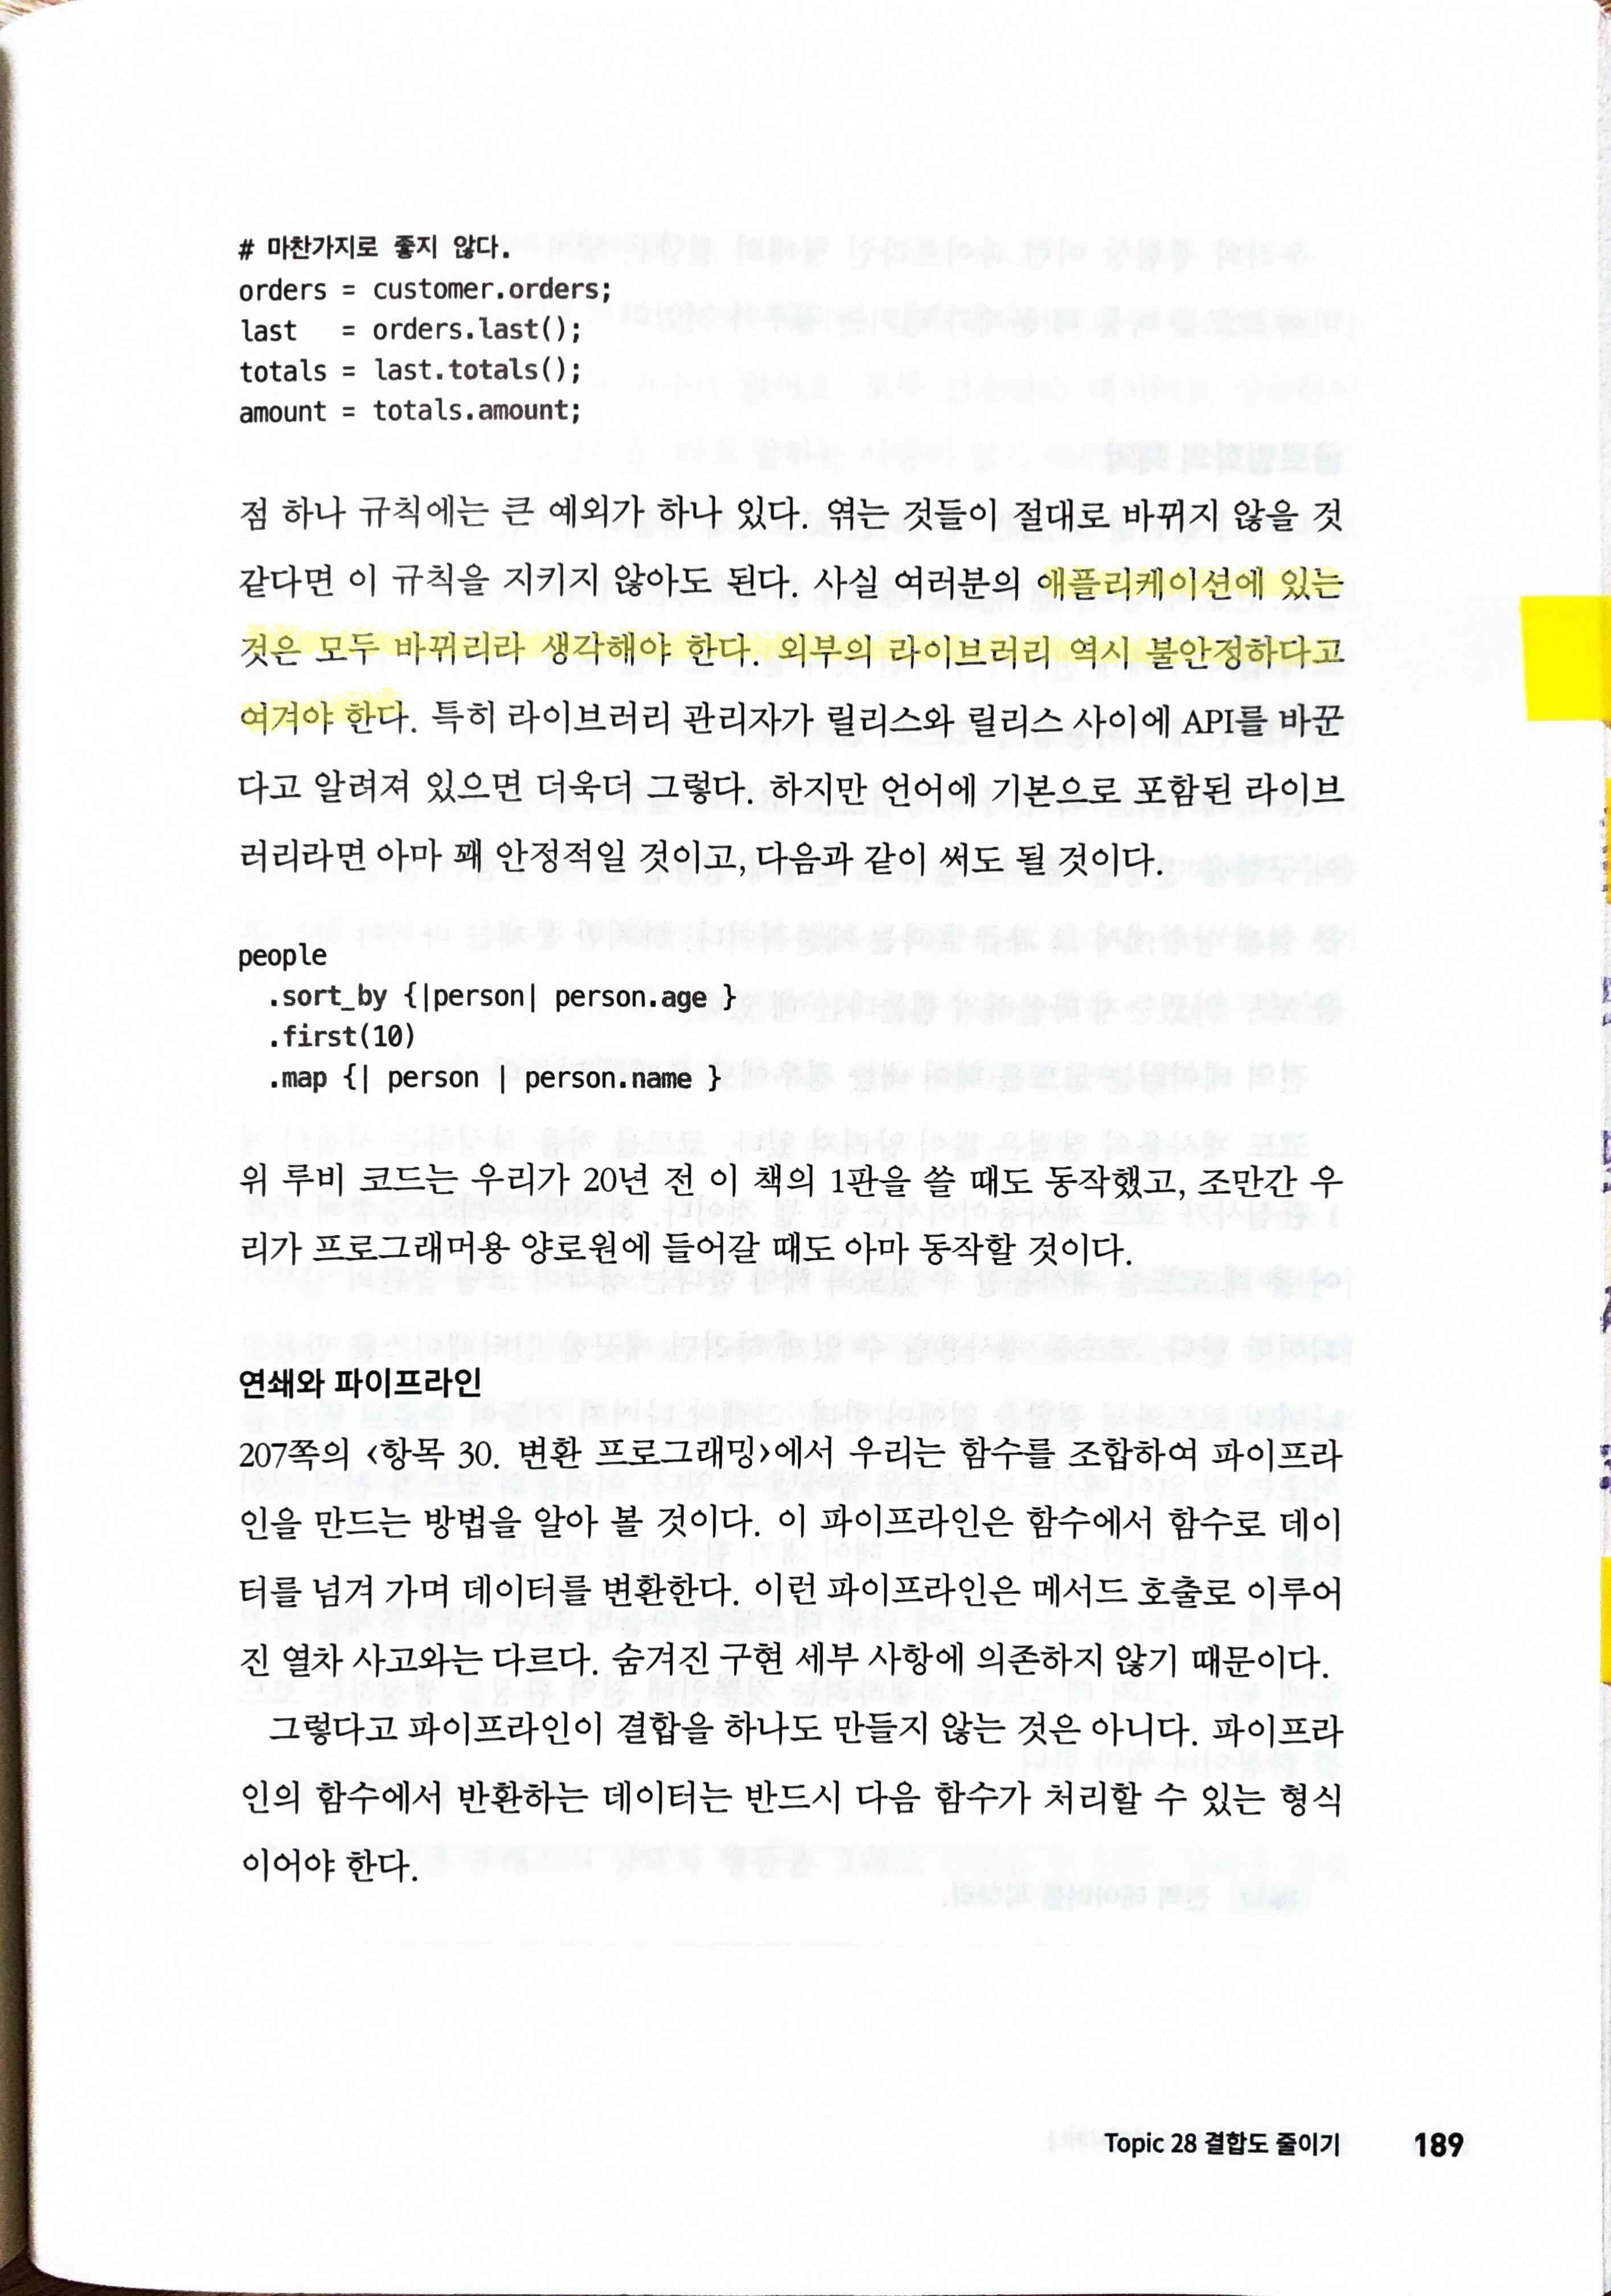 # 마찬가지로 좋지 않다.
orders = customer.orders;
last   = orders.last();
totals = last.totals();
amount = totals.amount;
점 하나 규칙에는 큰 예외가 하나 있다. 엮는 것들이 절대로 바뀌지 않을 것
같다면 이 규칙을 지키지 않아도 된다. 사실 여러분의 애플리케이션에 있는
것은 모두 바뀌리라 생각해야 한다. 외부의 라이브러리 역시 불안정하다고
여겨야 한다. 특히 라이브러리 관리자가 릴리스와 릴리스 사이에 API를 바꾼
다고 알려져 있으면 더욱더 그렇다. 하지만 언어에 기본으로 포함된 라이브
러리라면 아마 꽤 안정적일 것이고, 다음과 같이 써도 될 것이다.
people
  .sort_by {|person| person.age }
  .first(10)
  .map {| person | person.name }
위 루비 코드는 우리가 20년 전 이 책의 1판을 쓸 때도 동작했고, 조만간 우
리가 프로그래머용 양로원에 들어갈 때도 아마 동작할 것이다.
연쇄와 파이프라인
207쪽의 <항목 30. 변환 프로그래밍>에서 우리는 함수를 조합하여 파이프라
인을 만드는 방법을 알아 볼 것이다. 이 파이프라인은 함수에서 함수로 데이
터를 넘겨 가며 데이터를 변환한다. 이런 파이프라인은 메서드 호출로 이루어
진 열차 사고와는 다르다. 숨겨진 구현 세부 사항에 의존하지 않기 때문이다.
그렇다고 파이프라인이 결합을 하나도 만들지 않는 것은 아니다. 파이프라
인의 함수에서 반환하는 데이터는 반드시 다음 함수가 처리할 수 있는 형식
이어야 한다.
Topic 28 결합도 줄이기 189